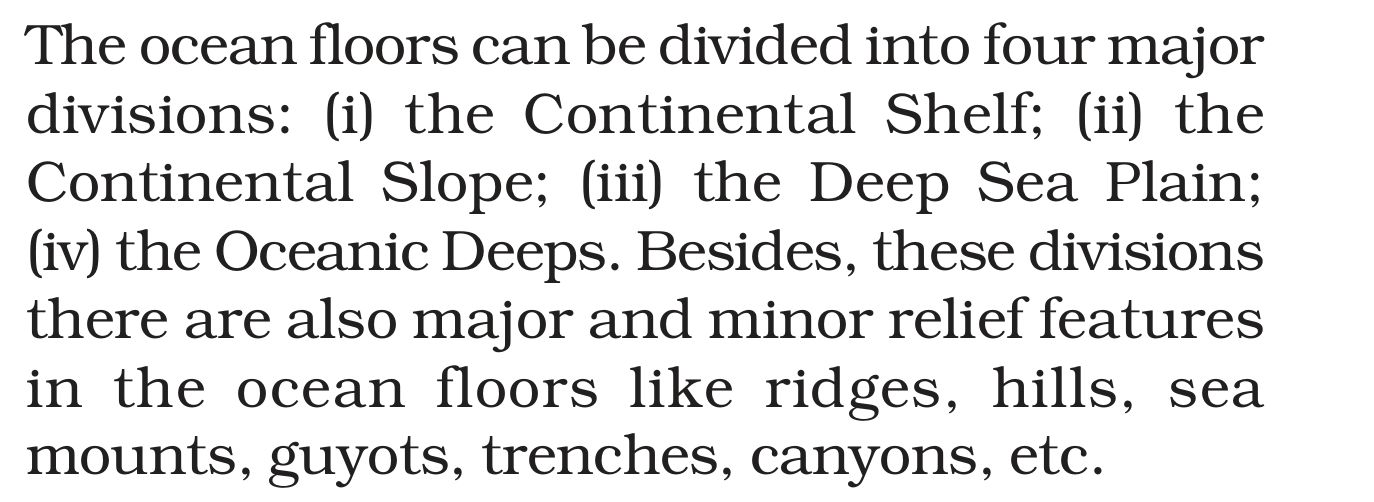 The ocean floors can be divided into four major
divisions: (i) the Continental Shelf; (ii) the
Continental Slope; (iii) the Deep Sea Plain;
(iv) the Oceanic Deeps. Besides, these divisions
there are also major and minor relief features
in the ocean floors like ridges, hills, sea
mounts, guyots, trenches, canyons, etc.